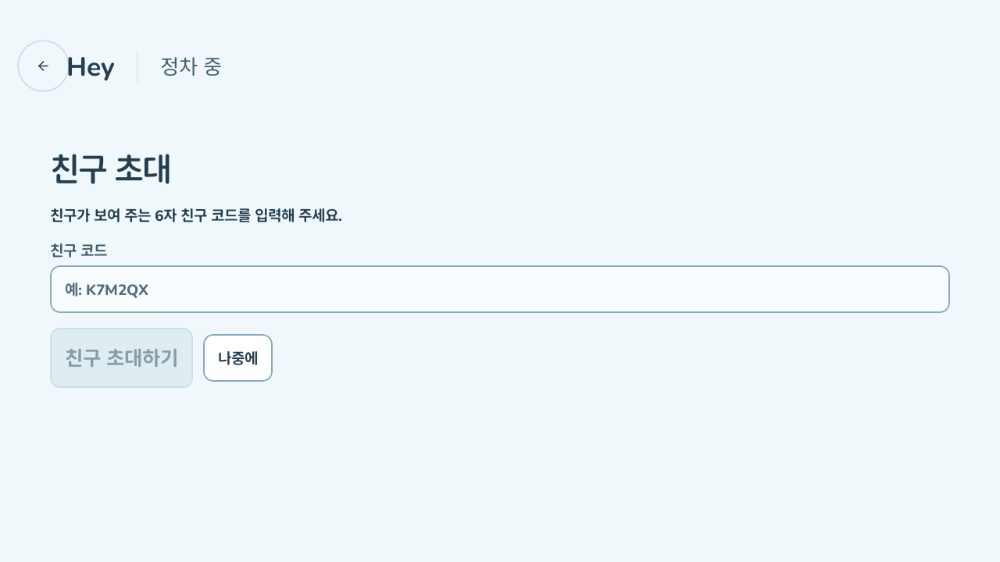 Hey 정차 중
친구 초대
친구가 보여 주는 6자 친구 코드를 입력해 주세요.
친구 코드
예: K7M2QX
친구 초대하기 나중에